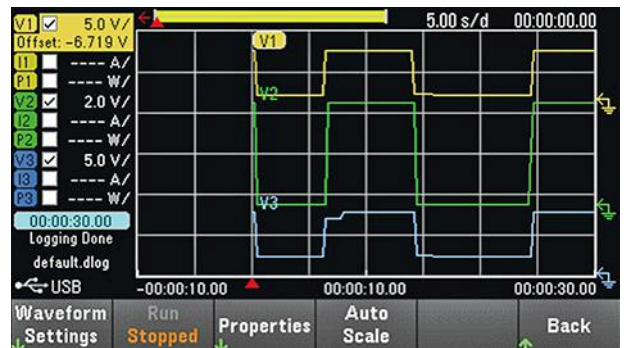 V1 5.0 V/ 5.00 s/d 00:00:00.00
Offset: -6.719 V
I1 ---- A/
P1 ---- W/
V2 2.0 V/
I2 ---- A/
P2 ---- W/
V3 5.0 V/
I3 ---- A/
P3 ---- W/
00:00:30.00
Logging Done
default.dlog
USB
V1
V2
V3
-00:00:10.00 00:00:10.00 00:00:30.00
Waveform Settings
Run Stopped
Properties
Auto Scale
Back